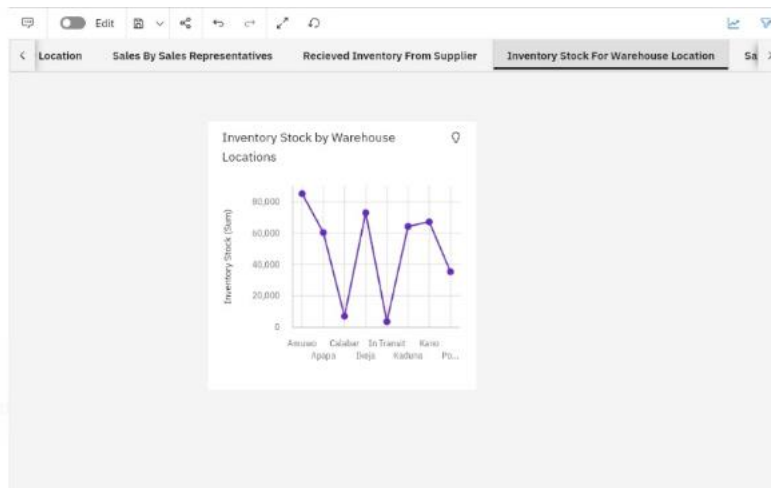 Edit
Location Sales By Sales Representatives Recieved Inventory From Supplier Inventory Stock For Warehouse Location Sa
Inventory Stock by Warehouse
Locations
Inventory Stock (Sum)
80,000
60,000
40,000
20,000
0
Amuwo Calabar In Transit Kano
Apapa Ikeja Kaduna Po...